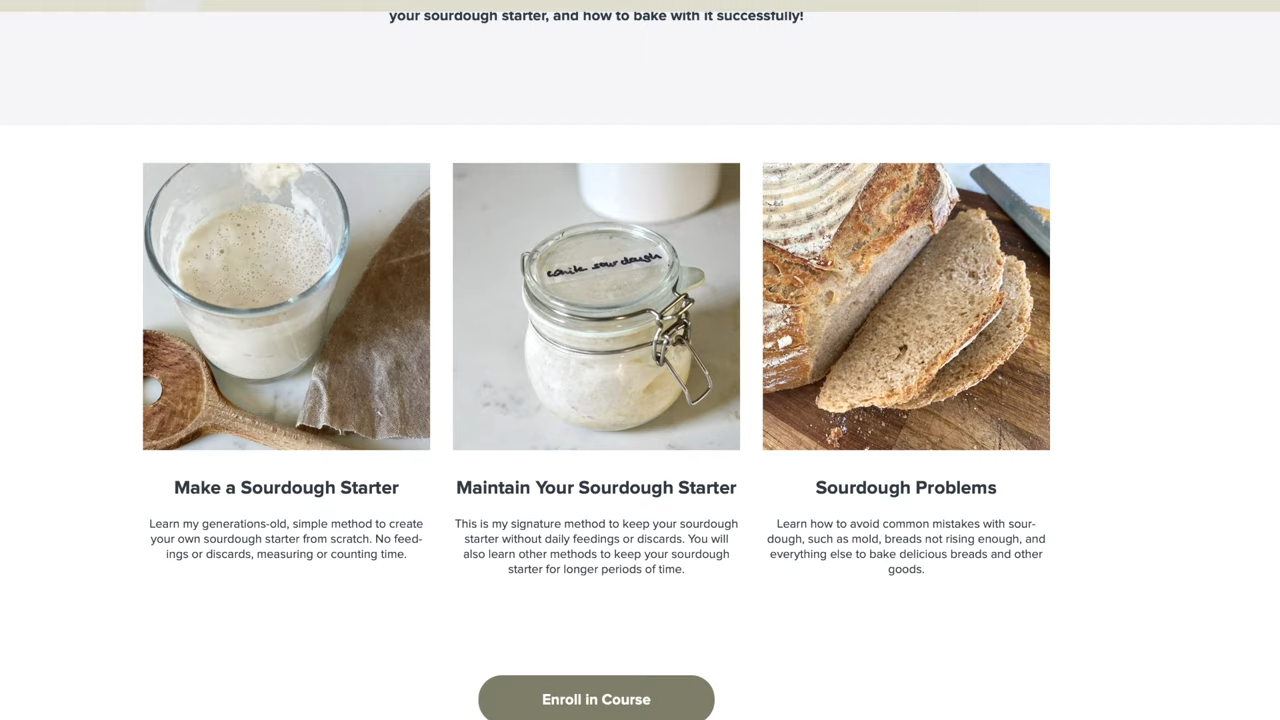 your sourdough starter, and how to bake with it successfully!
sour dough
Make a Sourdough Starter
Learn my generations-old, simple method to create
your own sourdough starter from scratch. No feed-
ings or discards, measuring or counting time.
Maintain Your Sourdough Starter
This is my signature method to keep your sourdough
starter without daily feedings or discards. You will
also learn other methods to keep your sourdough
starter for longer periods of time.
Sourdough Problems
Learn how to avoid common mistakes with sour-
dough, such as mold, breads not rising enough, and
everything else to bake delicious breads and other
goods.
Enroll in Course